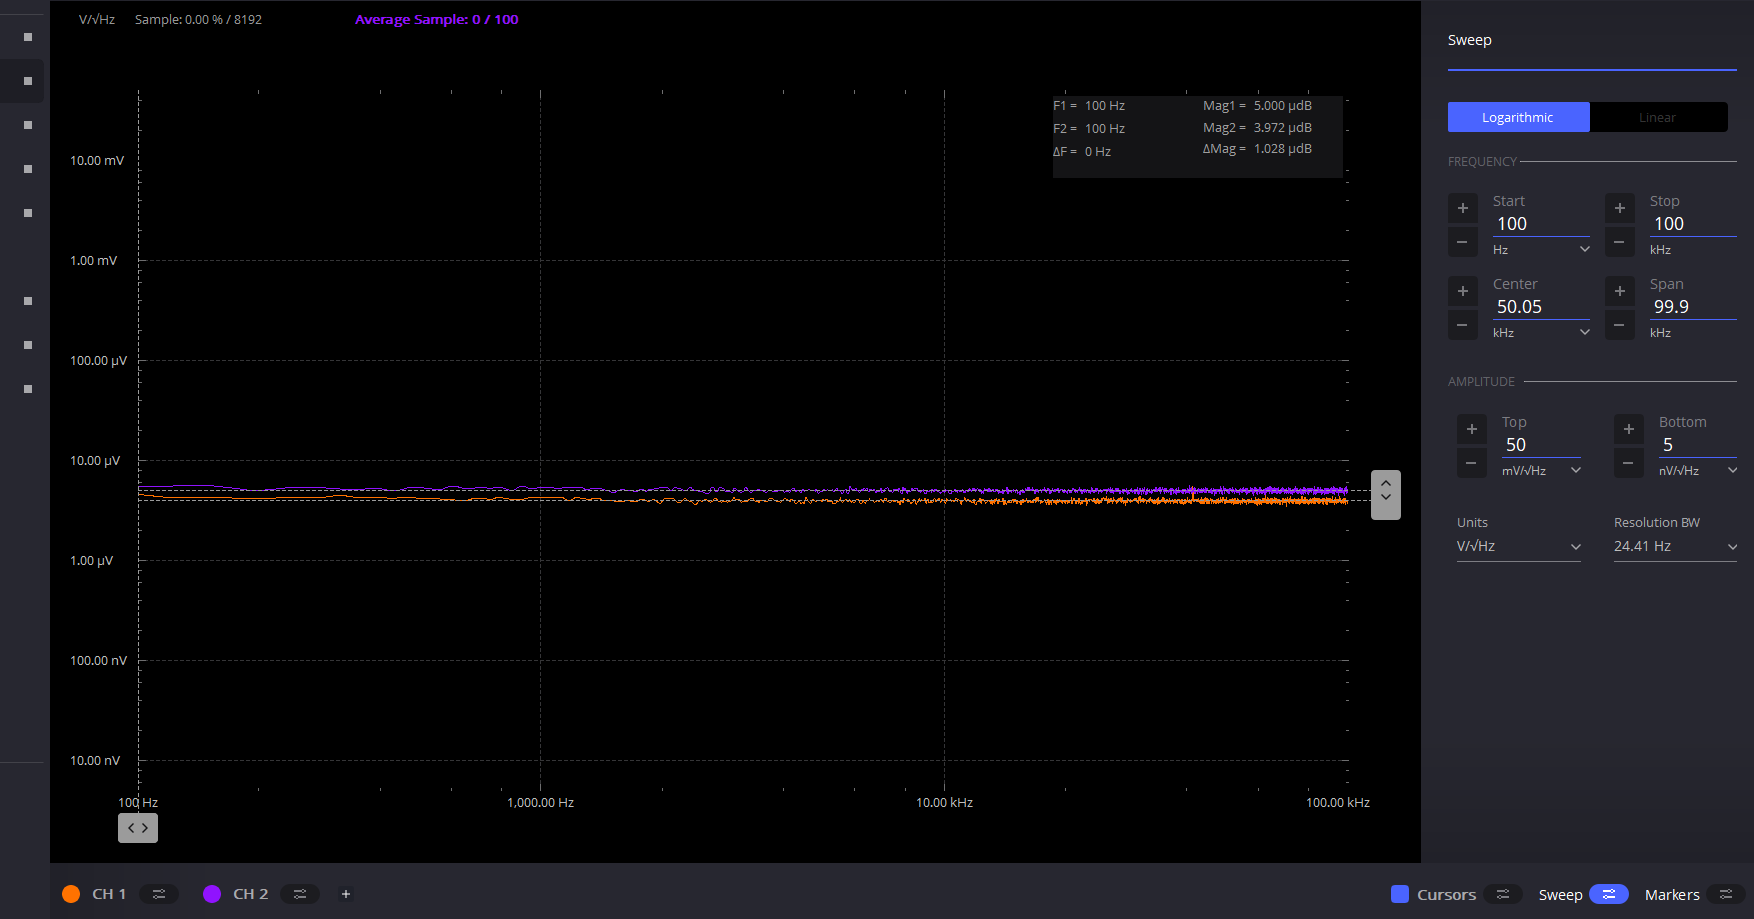 V/√Hz Sample: 0.00 % / 8192 Average Sample: 0 / 100
F1 = 100 Hz Mag1 = 5.000 µdB
F2 = 100 Hz Mag2 = 3.972 µdB
ΔF = 0 Hz ΔMag = 1.028 µdB
10.00 mV
1.00 mV
100.00 µV
10.00 µV
1.00 µV
100.00 nV
10.00 nV
100 Hz 1,000.00 Hz 10.00 kHz 100.00 kHz
Sweep
Logarithmic Linear
FREQUENCY
Start Stop
+ 100 + 100
− Hz − kHz
Center Span
+ 50.05 + 99.9
− kHz − kHz
AMPLITUDE
Top Bottom
+ 50 + 5
− mV/√Hz − nV/√Hz
Units Resolution BW
V/√Hz 24.41 Hz
CH 1 CH 2 + Cursors Sweep Markers